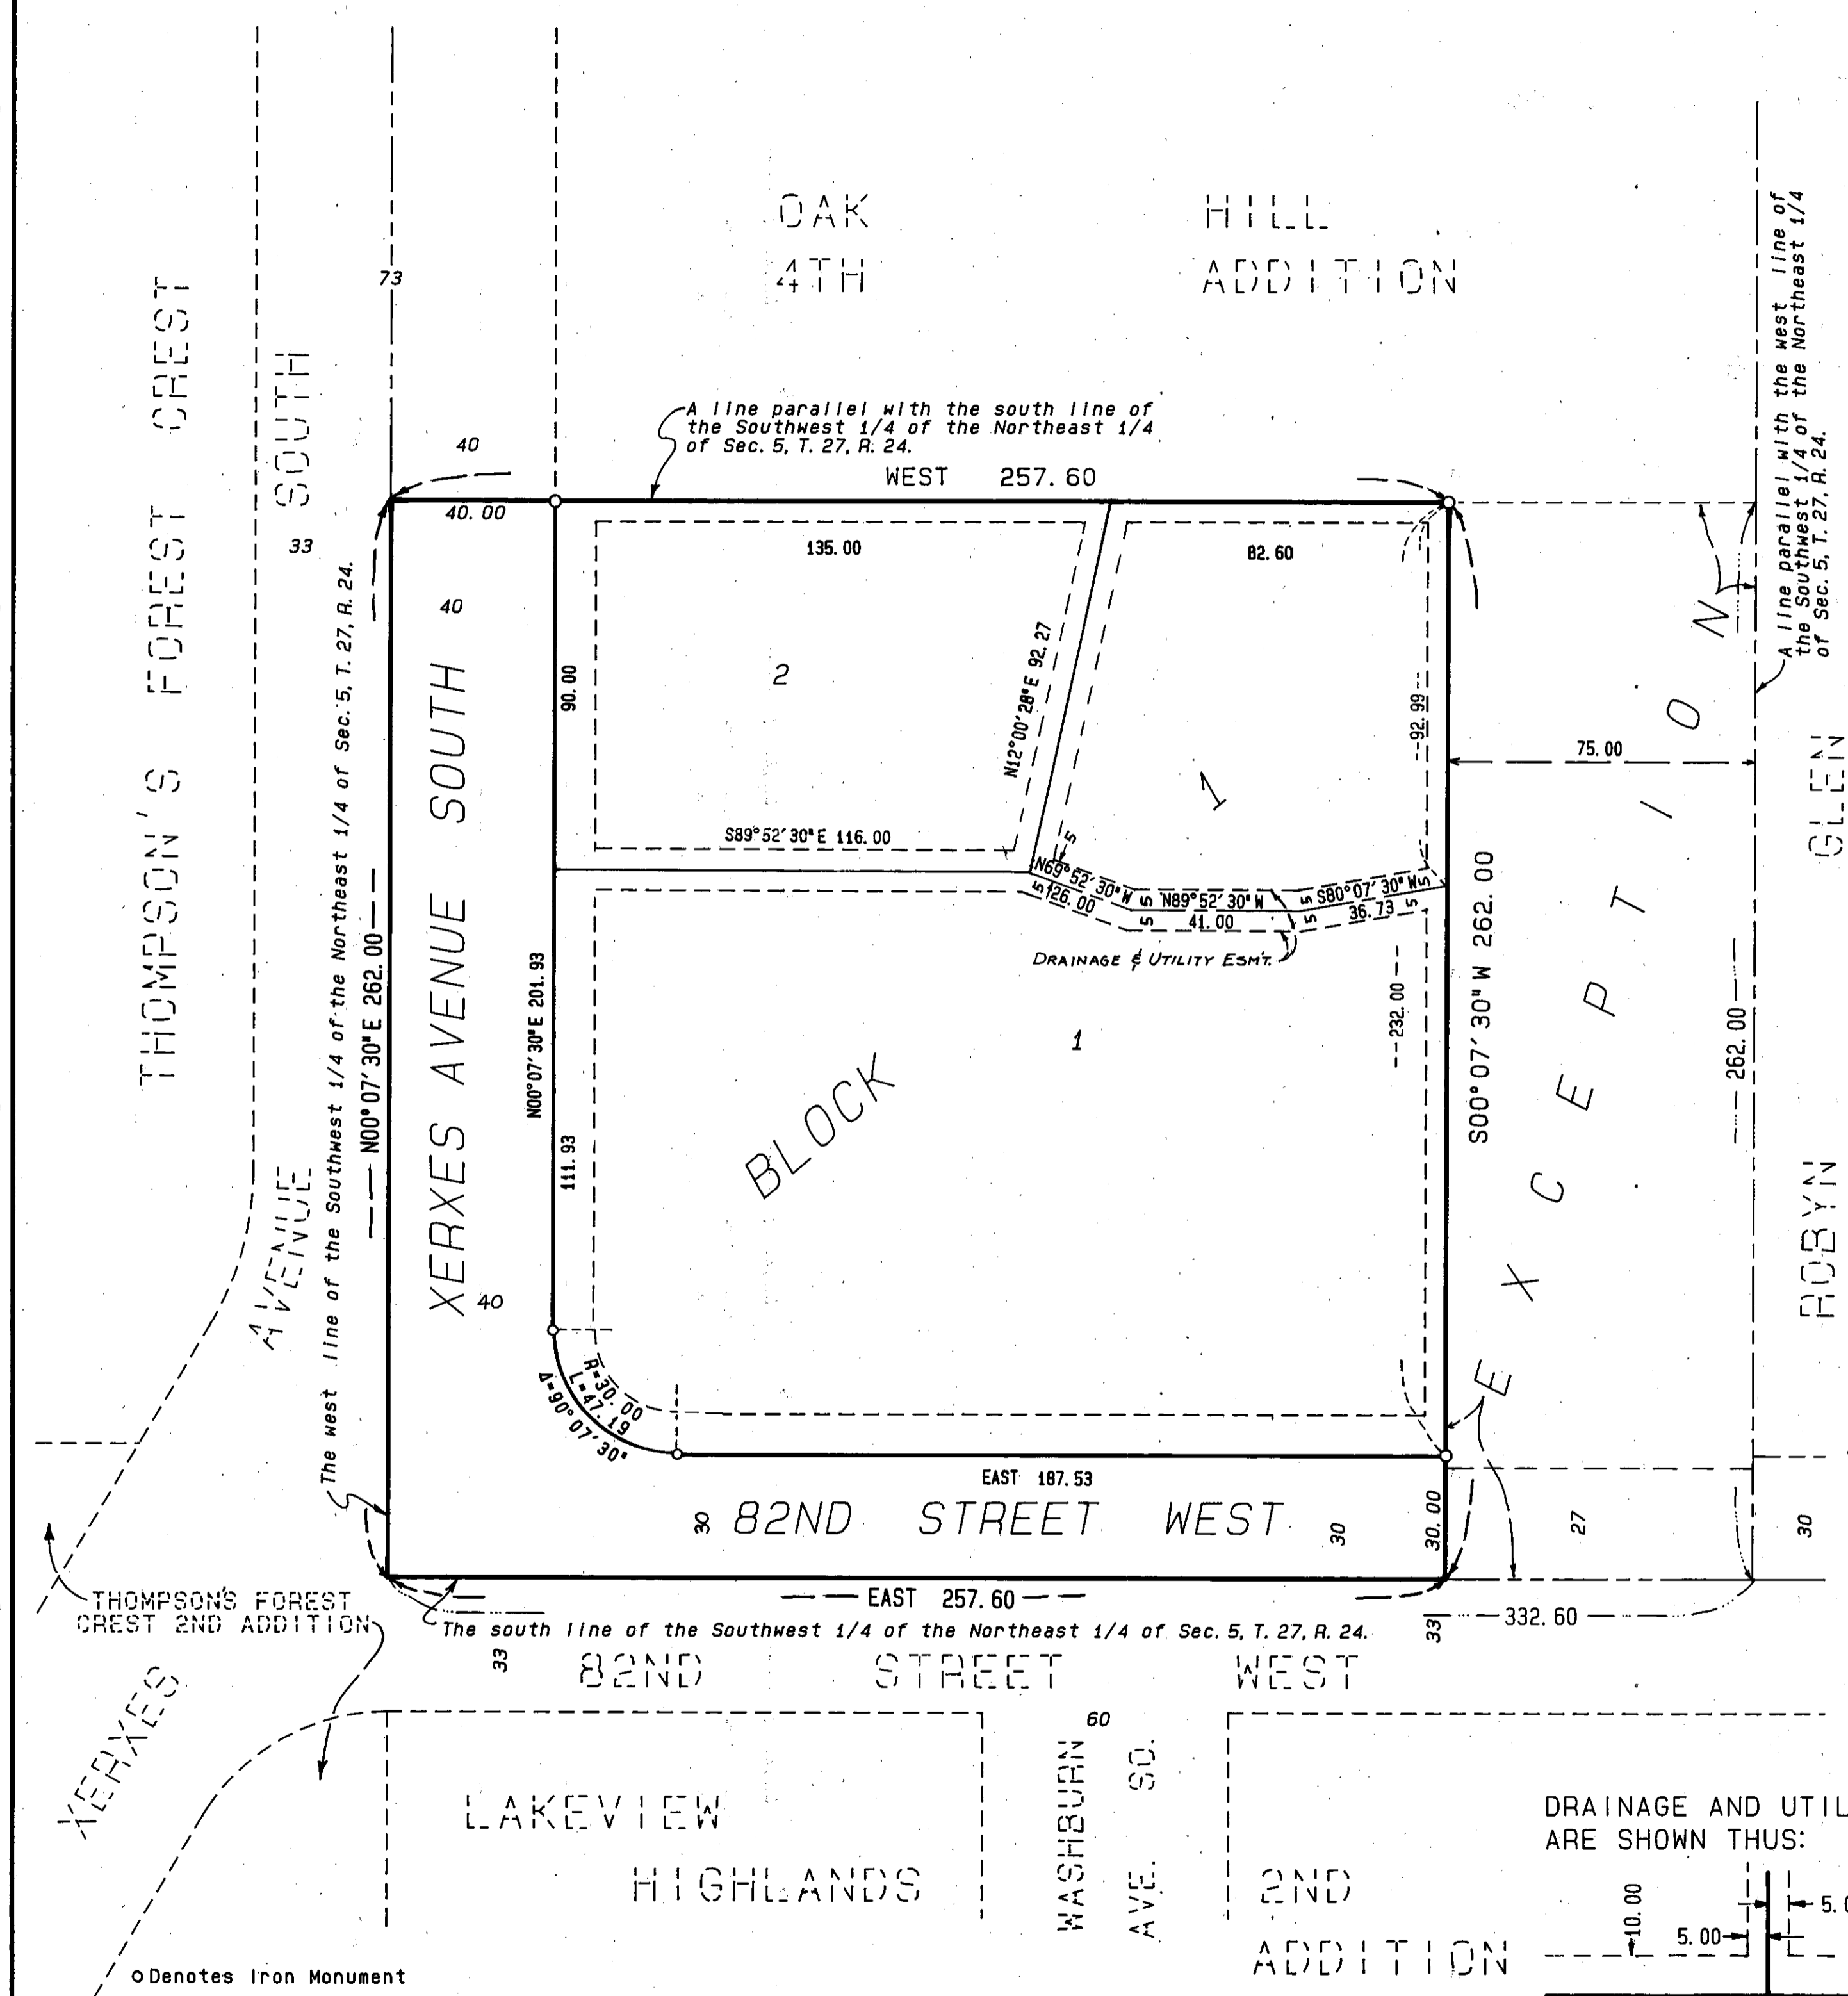 OAK HILL
4TH ADDITION
73
THOMPSON'S FOREST CREST
SOUTH
33
AVENUE
XERXES
40
A line parallel with the south line of
the Southwest 1/4 of the Northeast 1/4
of Sec. 5, T. 27, R. 24.
WEST 257.60
40.00
135.00
82.60
A line parallel with the west line of
the Southwest 1/4 of the Northeast 1/4
of Sec. 5, T. 27, R. 24.
40
90.00
2
N12°00'28"E 92.27
92.99
1
75.00
S89°52'30"E 116.00
5
N69°52'30"W
26.00
5
5
5
N89°52'30"W
41.00
5
5
S80°07'30"W
36.73
5
5
DRAINAGE & UTILITY ESM'T.
The west line of the Southwest 1/4 of the Northeast 1/4 of Sec. 5, T. 27, R. 24.
N00°07'30"E 262.00
XERXES AVENUE SOUTH
40
N00°07'30"E 201.93
111.93
BLOCK
1
232.00
S00°07'30"W 262.00
EXCEPTION
262.00
ROBYN GLEN
R=30.00
L=47.19
Δ=90°07'30"
EAST 187.53
30
82ND STREET WEST
30
30.00
27
30
EAST 257.60
332.60
The south line of the Southwest 1/4 of the Northeast 1/4 of Sec. 5, T. 27, R. 24.
33
33
THOMPSON'S FOREST
CREST 2ND ADDITION
82ND STREET WEST
60
WASHBURN
AVE. SO.
LAKEVIEW
HIGHLANDS
2ND
ADDITION
DRAINAGE AND UTIL
ARE SHOWN THUS:
10.00
5.00
5.0
Denotes Iron Monument